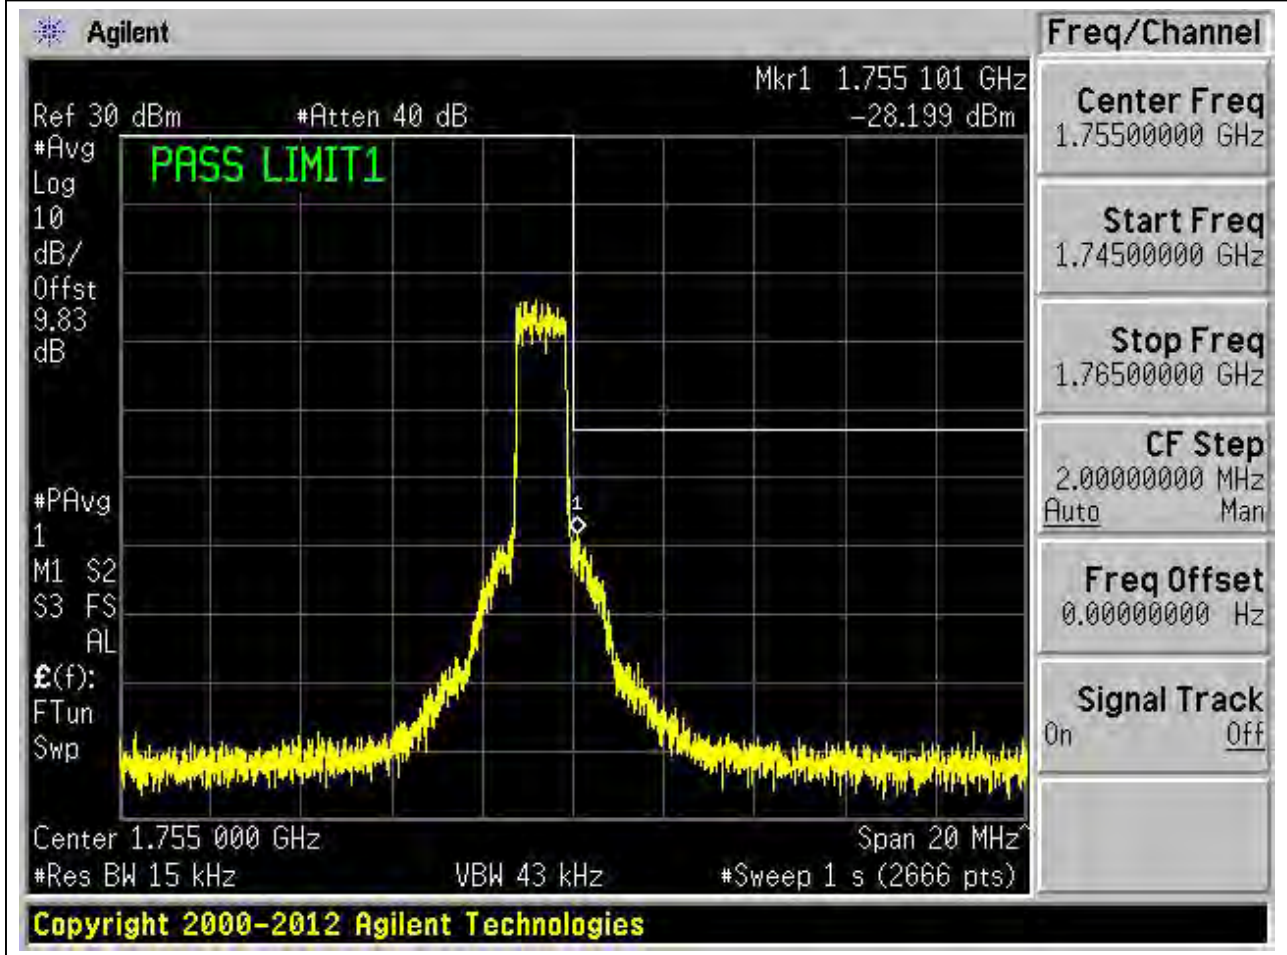 Agilent
Freq/Channel
Mkr1 1.755 101 GHz
Ref 30 dBm #Atten 40 dB -28.199 dBm
#Avg
Log
10
dB/
Offst
9.83
dB
PASS LIMIT1
1
#PAvg
1
M1 S2
S3 FS
AL
£(f):
FTun
Swp
Center 1.755 000 GHz Span 20 MHz^
#Res BW 15 kHz VBW 43 kHz #Sweep 1 s (2666 pts)
Copyright 2000-2012 Agilent Technologies
Center Freq
1.75500000 GHz
Start Freq
1.74500000 GHz
Stop Freq
1.76500000 GHz
CF Step
2.00000000 MHz
Auto Man
Freq Offset
0.00000000 Hz
Signal Track
On Off